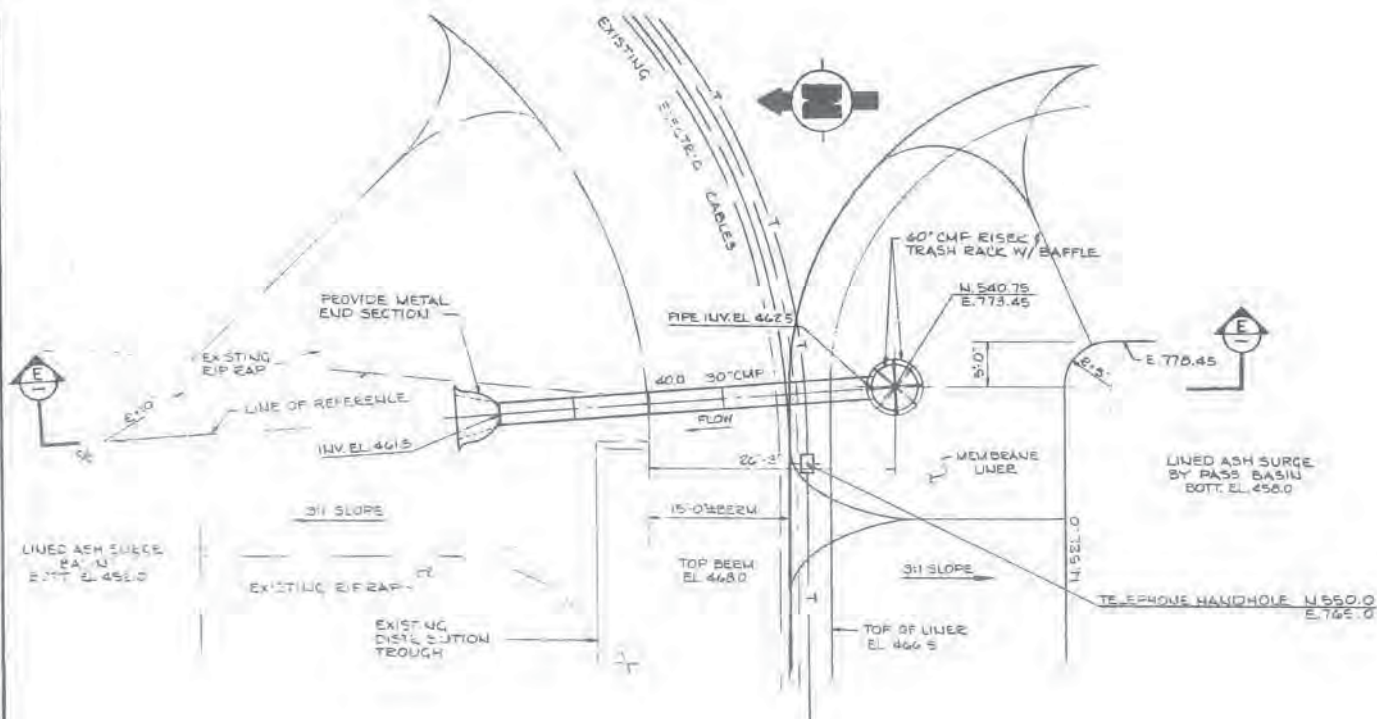 EXISTING
ELECTRIC
CABLES
T
T
T
T
N
60" CMP RISER &
TRASH RACK W/ BAFFLE
N. 540.75
E. 773.45
PROVIDE METAL
END SECTION
PIPE INV. EL 462.5
E
1
E
1
EXISTING
RIP RAP
LINE OF REFERENCE
40.0 30" CMP
FLOW
5'-0"
E. 778.45
INV. EL 461.5
26'-3"
MEMBRANE
LINER
LINED ASH SURGE
BY PASS BASIN
BOTT. EL. 458.0
3:1 SLOPE
15'-0"± BERM
LINED ASH SURGE
BASIN
BOTT. EL
TOP BERM
EL 468.0
3:1 SLOPE
N. 527.0
EXISTING RIP RAP
TELEPHONE HANDHOLE N 550.0
E. 765.0
EXISTING
DISTRIBUTION
TROUGH
TOP OF LINER
EL 466.5